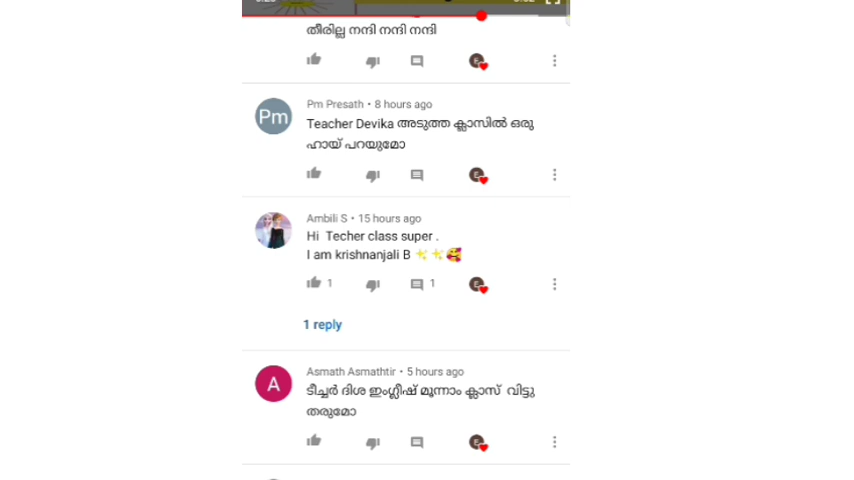 തീരില്ല നന്ദി നന്ദി നന്ദി
Pm Presath • 8 hours ago
Pm
Teacher Devika അടുത്ത ക്ലാസിൽ ഒരു
ഹായ് പറയുമോ
Ambili S • 15 hours ago
Hi Techer class super .
I am krishnanjali B ✨✨🥰
1 1
1 reply
Asmath Asmathtir • 5 hours ago
A
ടീച്ചർ ദിശ ഇംഗ്ലീഷ് മൂന്നാം ക്ലാസ് വിട്ടു
തരുമോ